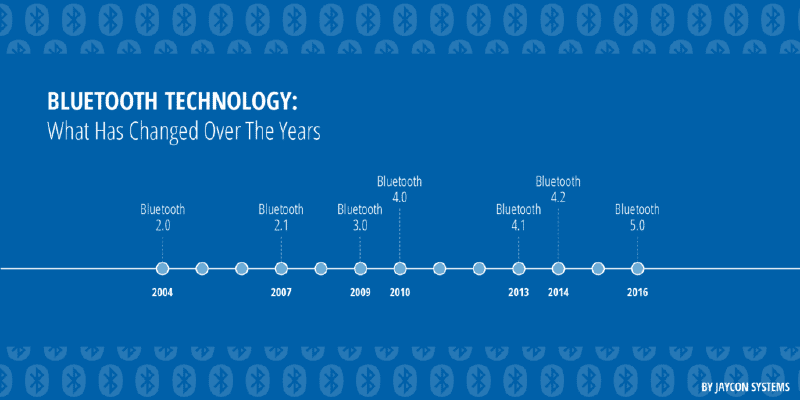 BLUETOOTH TECHNOLOGY:
What Has Changed Over The Years
Bluetooth
4.0
Bluetooth
4.2
Bluetooth
2.0
Bluetooth
2.1
Bluetooth
3.0
Bluetooth
4.1
Bluetooth
5.0
2004 2007 2009 2010 2013 2014 2016
BY JAYCON SYSTEMS